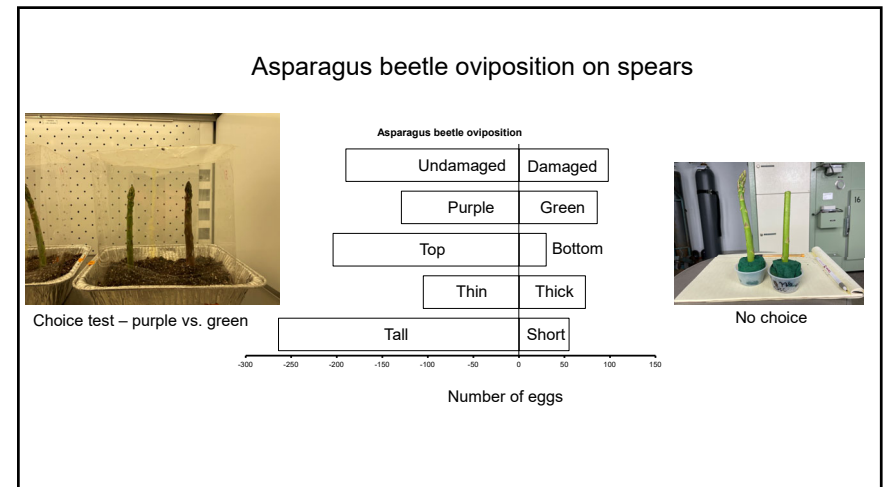 Asparagus beetle oviposition on spears
Asparagus beetle oviposition
Undamaged Damaged
Purple Green
Top Bottom
Thin Thick
Tall Short
-300 -250 -200 -150 -100 -50 0 50 100 150
Number of eggs
Choice test – purple vs. green
16
No choice